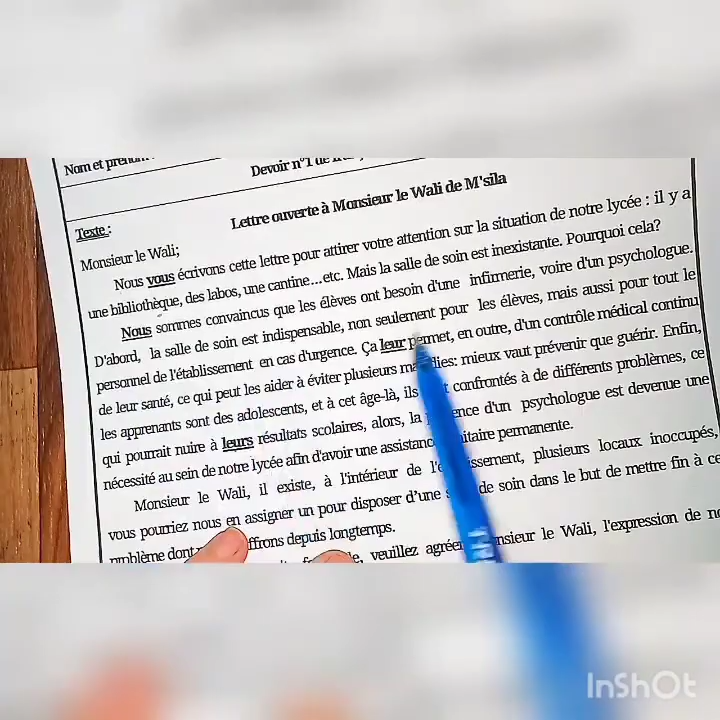 Nom et prénom
Devoir n°1 de
Lettre ouverte à Monsieur le Wali de M'sila
Texte :
Monsieur le Wali;
Nous vous écrivons cette lettre pour attirer votre attention sur la situation de notre lycée : il y a
une bibliothèque, des labos, une cantine...etc. Mais la salle de soin est inexistante. Pourquoi cela?
Nous sommes convaincus que les élèves ont besoin d'une infirmerie, voire d'un psychologue.
D'abord, la salle de soin est indispensable, non seulement pour les élèves, mais aussi pour tout le
personnel de l'établissement en cas d'urgence. Ça leur permet, en outre, d'un contrôle médical continu
de leur santé, ce qui peut les aider à éviter plusieurs maladies: mieux vaut prévenir que guérir. Enfin,
les apprenants sont des adolescents, et à cet âge-là, ils confrontés à de différents problèmes, ce
qui pourrait nuire à leurs résultats scolaires, alors, la d'un psychologue est devenue une
nécessité au sein de notre lycée afin d'avoir une assistance sanitaire permanente.
Monsieur le Wali, il existe, à l'intérieur de l'établissement, plusieurs locaux inoccupés,
vous pourriez nous en assigner un pour disposer d'une de soin dans le but de mettre fin à ce
problème dont depuis longtemps.
veuillez agréer Monsieur le Wali, l'expression de
InShOt